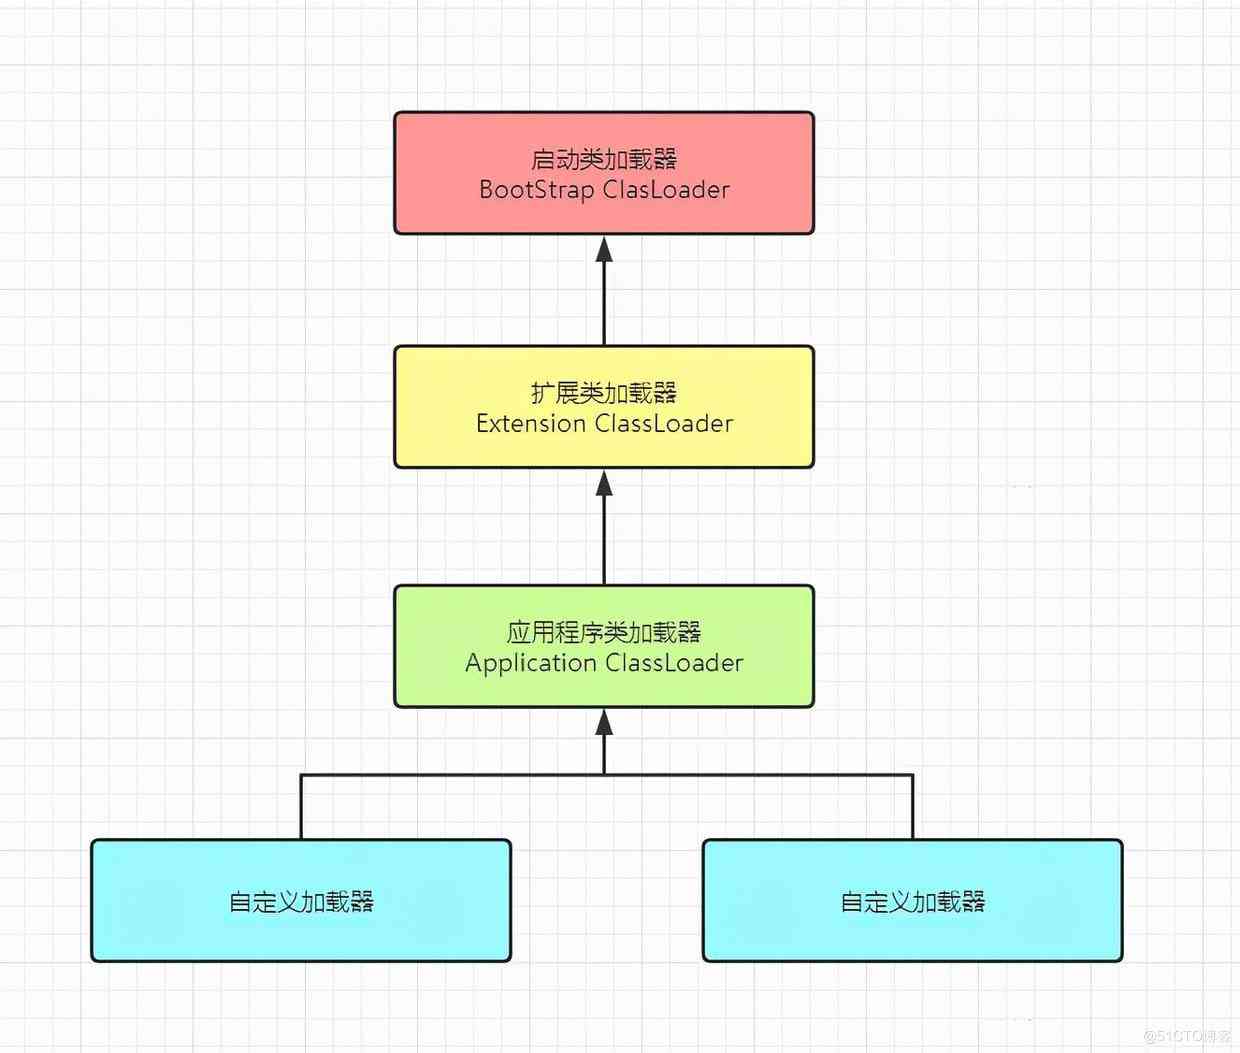 启动类加载器
BootStrap ClasLoader
扩展类加载器
Extension ClassLoader
应用程序类加载器
Application ClassLoader
自定义加载器
自定义加载器
@51CTO博客